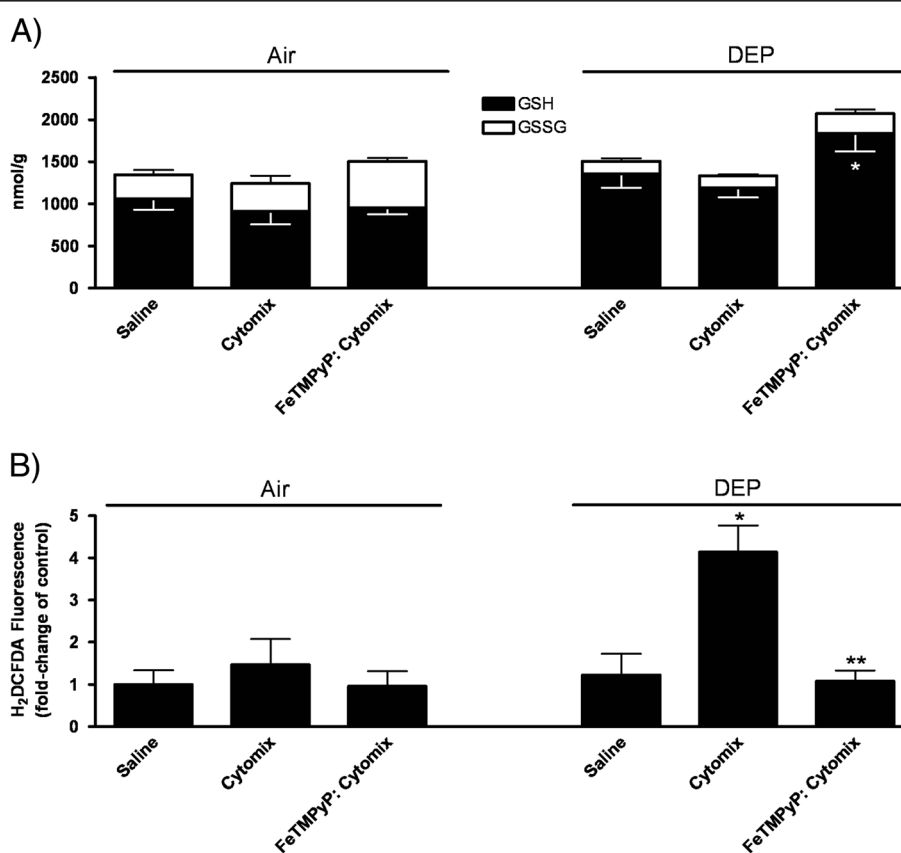 A)
Air
DEP
GSH
GSSG
nmol/g
2500
2000
1500
1000
500
0
*
Saline
Cytomix
FeTMPyP: Cytomix
Saline
Cytomix
FeTMPyP: Cytomix
B)
Air
DEP
H₂DCFDA Fluorescence
(fold-change of control)
5
4
3
2
1
0
*
**
Saline
Cytomix
FeTMPyP: Cytomix
Saline
Cytomix
FeTMPyP: Cytomix